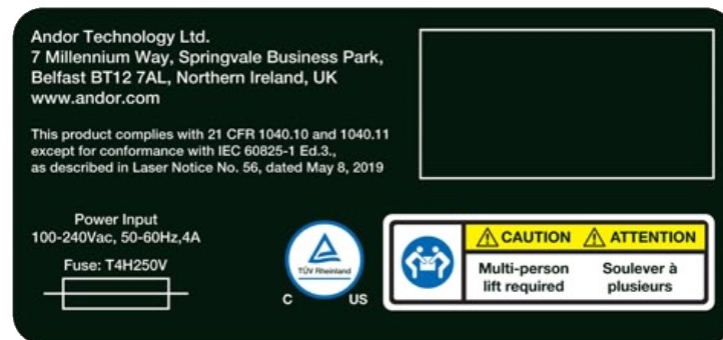 Andor Technology Ltd.
7 Millennium Way, Springvale Business Park,
Belfast BT12 7AL, Northern Ireland, UK
www.andor.com
This product complies with 21 CFR 1040.10 and 1040.11
except for conformance with IEC 60825-1 Ed.3.,
as described in Laser Notice No. 56, dated May 8, 2019
Power Input
100-240Vac, 50-60Hz,4A
Fuse: T4H250V
TÜV Rheinland
C US
CAUTION ATTENTION
Multi-person Soulever à
lift required plusieurs